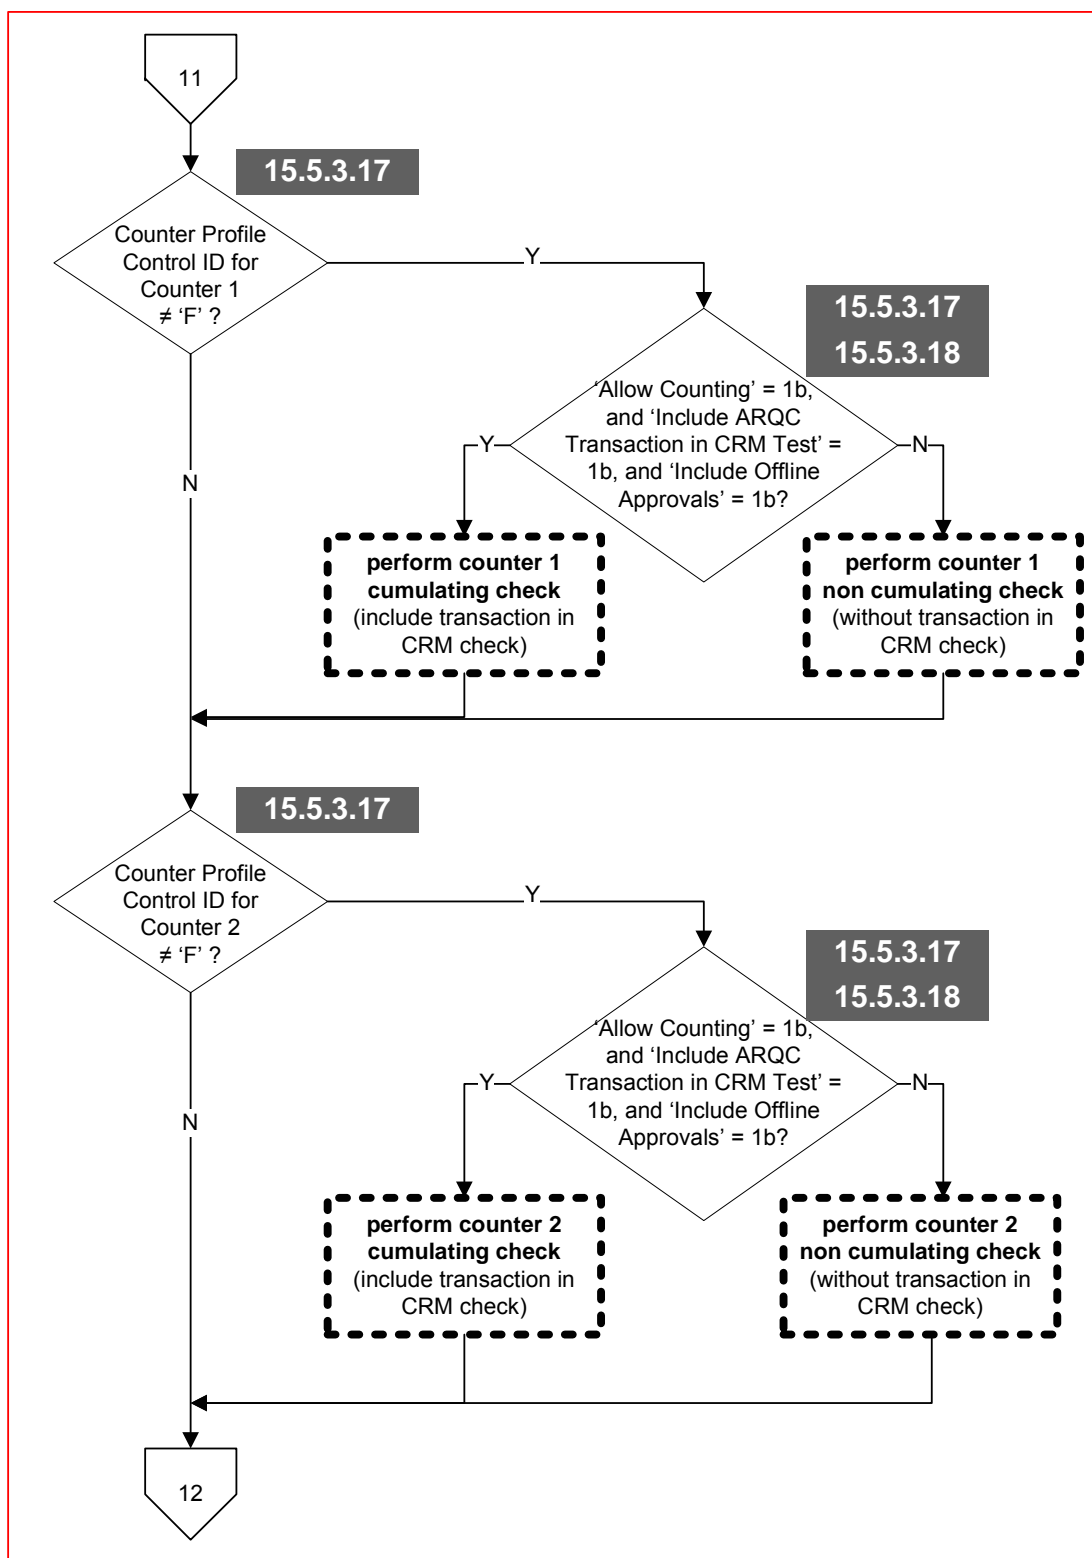 11
15.5.3.17
Counter Profile
Control ID for
Counter 1
≠ ‘F’ ?
Y
N
15.5.3.17
15.5.3.18
‘Allow Counting’ = 1b,
and ‘Include ARQC
Transaction in CRM Test’ =
1b, and ‘Include Offline
Approvals’ = 1b?
Y
N
perform counter 1
cumulating check
(include transaction in
CRM check)
perform counter 1
non cumulating check
(without transaction in
CRM check)
15.5.3.17
Counter Profile
Control ID for
Counter 2
≠ ‘F’ ?
Y
N
15.5.3.17
15.5.3.18
‘Allow Counting’ = 1b,
and ‘Include ARQC
Transaction in CRM Test’ =
1b, and ‘Include Offline
Approvals’ = 1b?
Y
N
perform counter 2
cumulating check
(include transaction in
CRM check)
perform counter 2
non cumulating check
(without transaction in
CRM check)
12